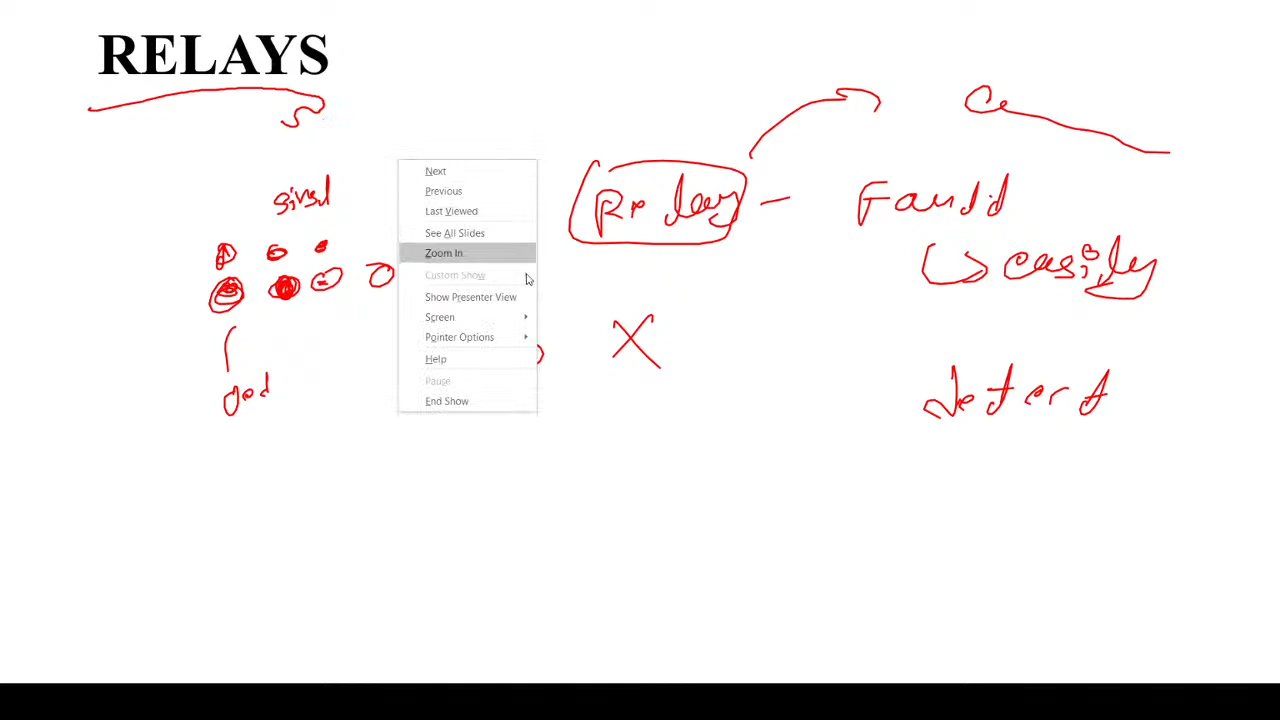 RELAYS
Relay - Fault
easily
detect
Next
Previous
Last Viewed
See All Slides
Zoom In
Custom Show
Show Presenter View
Screen
Pointer Options
Help
Pause
End Show